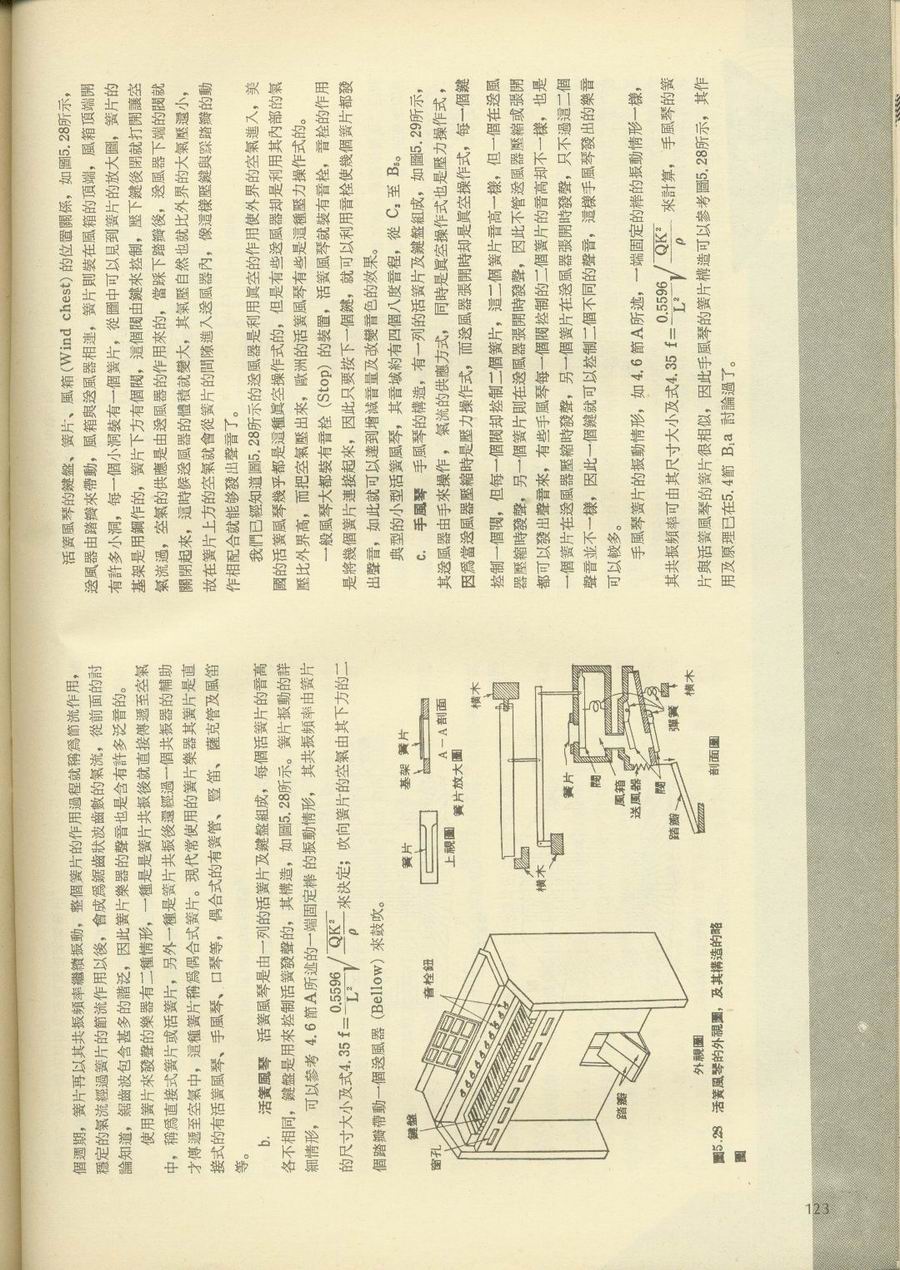 個週期，簧片再以其共振頻率繼續振動，整個簧片的作用過程就稱爲節流作用，
穩定的氣流經過簧片的節流作用以後，會成爲鋸齒狀波齒數的氣流，從前面的討
論知道，鋸齒波包含甚多的諧泛，因此簧片樂器的聲音也是含有許多泛音的。
使用簧片來發聲的樂器有二種情形，一種是是簧片共振後就直接傳遞至空氣
中，稱爲直接式簧片或活簧片，另外一種是簧片共振後還經過一個共振器的輔助
才傳遞至空氣中，這種簧片稱爲偶合式簧片。現代常使用的簧片樂器其簧片是直
接式的有活簧風琴、手風琴、口琴等，偶合式的有簧管、豎笛、薩克管及風笛
等。
b. 活簧風琴 活簧風琴是由一列的活簧片及鍵盤組成，每個活簧片的音高
各不相同，鍵盤是用來控制活簧發聲的，其構造，如圖5.28所示。簧片振動的詳
細情形，可以參考 4.6 節A所述的一端固定棒的振動情形，其共振頻率由簧片
的尺寸大小及式4.35 f = 0.5596/L² √(QK²/ρ) 來決定；吹向簧片的空氣由其下方的二
個踏瓣帶動一個送風器 (Bellow) 來鼓吹。
窗孔
鍵盤
音栓鈕
踏瓣
外視圖
簧片
上視圖
基架 簧片
A－A 剖面
簧片放大圖
橫木
橫木
簧片
閥
風箱
送風器
閥
踏瓣
彈簧
橫木
剖面圖
圖5.28 活簧風琴的外視圖，及其構造的略
圖
活簧風琴的鍵盤、簧片、風箱(Wind chest)的位置關係，如圖5.28所示，
送風器由踏瓣來帶動，風箱與送風器相連，簧片則裝在風箱的頂端，風箱頂端開
有許多小洞，每一個小洞裝有一個簧片，從圖中可以見到簧片的放大圖，簧片的
基架是用銅作的，簧片下方有個閥，這個閥由鍵來控制，壓下鍵後閥就打開讓空
氣流過，空氣的供應是由送風器的作用來的，當踩下踏瓣後，送風器下端的閥就
關閉起來，這時候送風器的體積就變大，其氣壓自然也就比外界的大氣壓還小，
故在簧片上方的空氣就會從簧片的間隙進入送風器內，像這樣壓鍵與踩踏瓣的動
作相配合就能够發出聲音了。
我們已經知道圖5.28所示的送風器是利用眞空的作用使外界的空氣進入，美
國的活簧風琴幾乎都是這種眞空操作式的，但是有些送風器却是利用其內部的氣
壓比外界高，而把空氣壓出來，歐洲的活簧風琴有些是這種壓力操作式的。
一般風琴大都裝有音栓 (Stop) 的裝置，活簧風琴就裝有音栓，音栓的作用
是將幾個簧片連接起來，因此只要按下一個鍵，就可以利用音栓使幾個簧片都發
出聲音，如此就可以達到增減音量及改變音色的效果。
典型的小型活簧風琴，其音域約有四個八度音程，從 C₂ 至 B₅。
c. 手風琴 手風琴的構造，有一列的活簧片及鍵盤組成，如圖5.29所示，
其送風器由手來操作，氣流的供應方式，同時是眞空操作式也是壓力操作式，
因爲當送風器壓縮時是壓力操作式，而送風器張開時却是眞空操作式，每一個鍵
控制一個閥，但每一個閥却控制二個簧片，這二個簧片音高一樣，但一個在送風
器壓縮時發聲，另一個簧片則在送風器張開時發聲，因此不管送風器壓縮或張開
都可以發出聲音來，有些手風琴每一個閥控制的二個簧片的音高却不一樣，也是
一個簧片在送風器壓縮時發聲，另一個簧片在送風器張開時發聲，只不過這二個
聲音並不一樣，因此一個鍵就可以控制二個不同的聲音，這樣手風琴發出的樂音
可以較多。
手風琴簧片的振動情形，如 4.6 節A所述，一端固定的棒的振動情形一樣，
其共振頻率可由其尺寸大小及式4.35 f = 0.5596/L² √(QK²/ρ) 來計算，手風琴的簧
片與活簧風琴的簧片很相似，因此手風琴的簧片構造可以參考圖5.28所示，其作
用及原理已在5.4節 B₁a 討論過了。
123